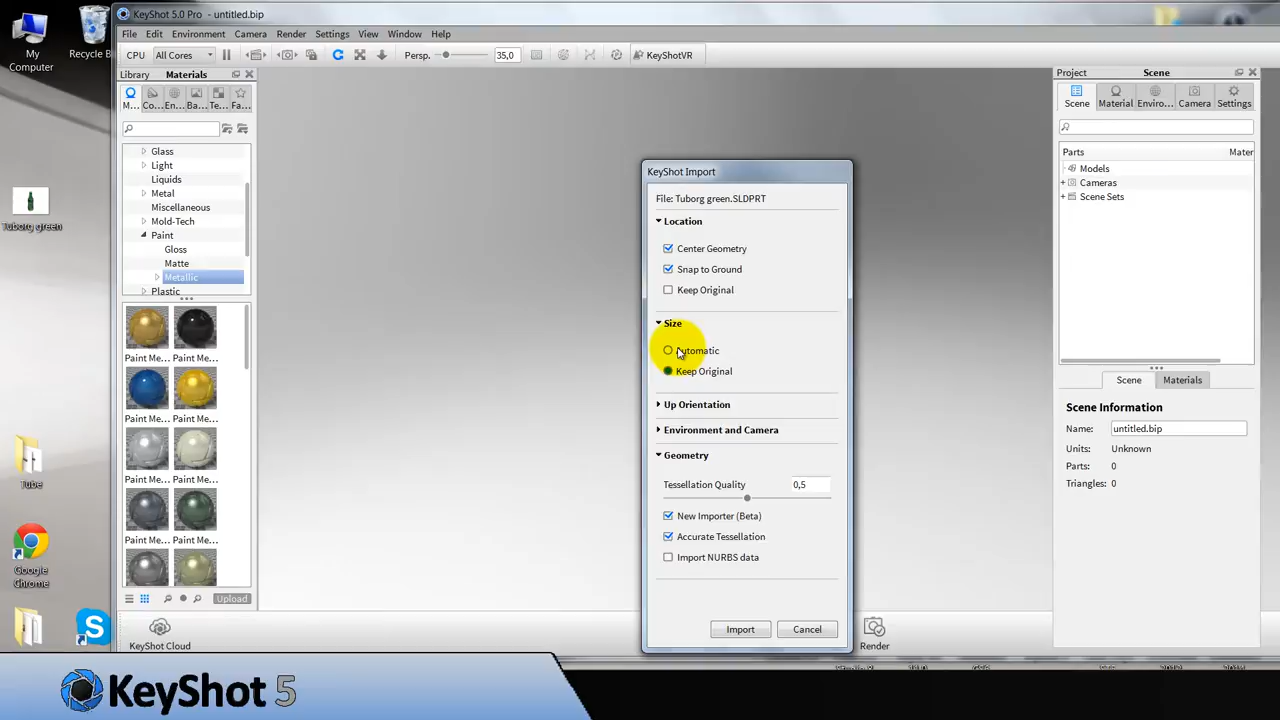 KeyShot 5.0 Pro - untitled.bip
File Edit Environment Camera Render Settings View Window Help
CPU All Cores Persp. 35,0 KeyShotVR
My Computer
Recycle B
Tuborg green
Tube
Google Chrome
Library Materials
M... Co... En... Ba... Te... Fa...
Glass
Light
Liquids
Metal
Miscellaneous
Mold-Tech
Paint
Gloss
Matte
Metallic
Plastic
Paint Me... Paint Me...
Paint Me... Paint Me...
Paint Me... Paint Me...
Paint Me... Paint Me...
Upload
KeyShot Cloud
KeyShot Import
File: Tuborg green.SLDPRT
Location
Center Geometry
Snap to Ground
Keep Original
Size
Automatic
Keep Original
Up Orientation
Environment and Camera
Geometry
Tessellation Quality 0,5
New Importer (Beta)
Accurate Tessellation
Import NURBS data
Import Cancel
Render
Project Scene
Scene Material Enviro... Camera Settings
Parts Mater
Models
Cameras
Scene Sets
Scene Materials
Scene Information
Name: untitled.bip
Units: Unknown
Parts: 0
Triangles: 0
KeyShot 5